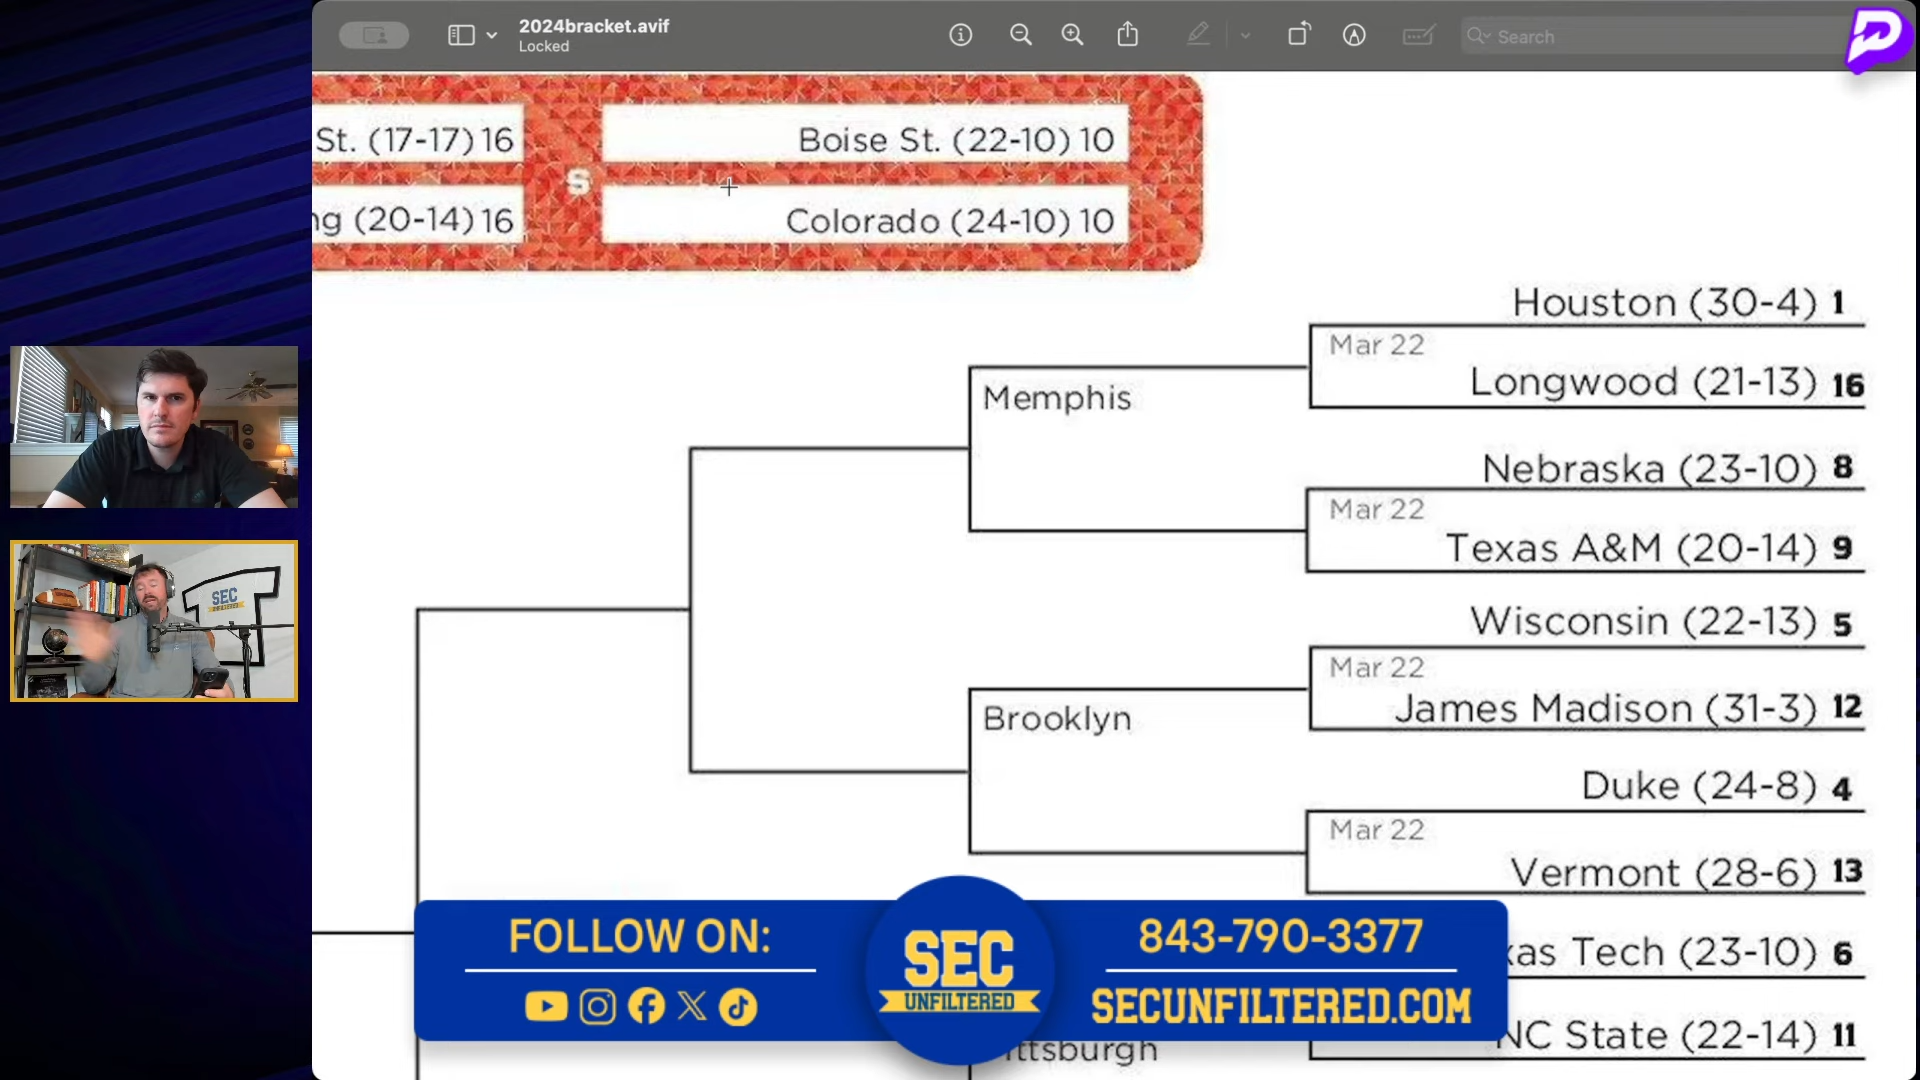 2024bracket.avif
Locked
Search
St. (17-17) 16
Boise St. (22-10) 10
S
ng (20-14) 16
Colorado (24-10) 10
Houston (30-4) 1
Mar 22
Longwood (21-13) 16
Memphis
Nebraska (23-10) 8
Mar 22
Texas A&M (20-14) 9
Wisconsin (22-13) 5
Mar 22
James Madison (31-3) 12
Brooklyn
Duke (24-8) 4
Mar 22
Vermont (28-6) 13
xas Tech (23-10) 6
NC State (22-14) 11
ittsburgh
FOLLOW ON:
SEC
UNFILTERED
843-790-3377
SECUNFILTERED.COM
SEC